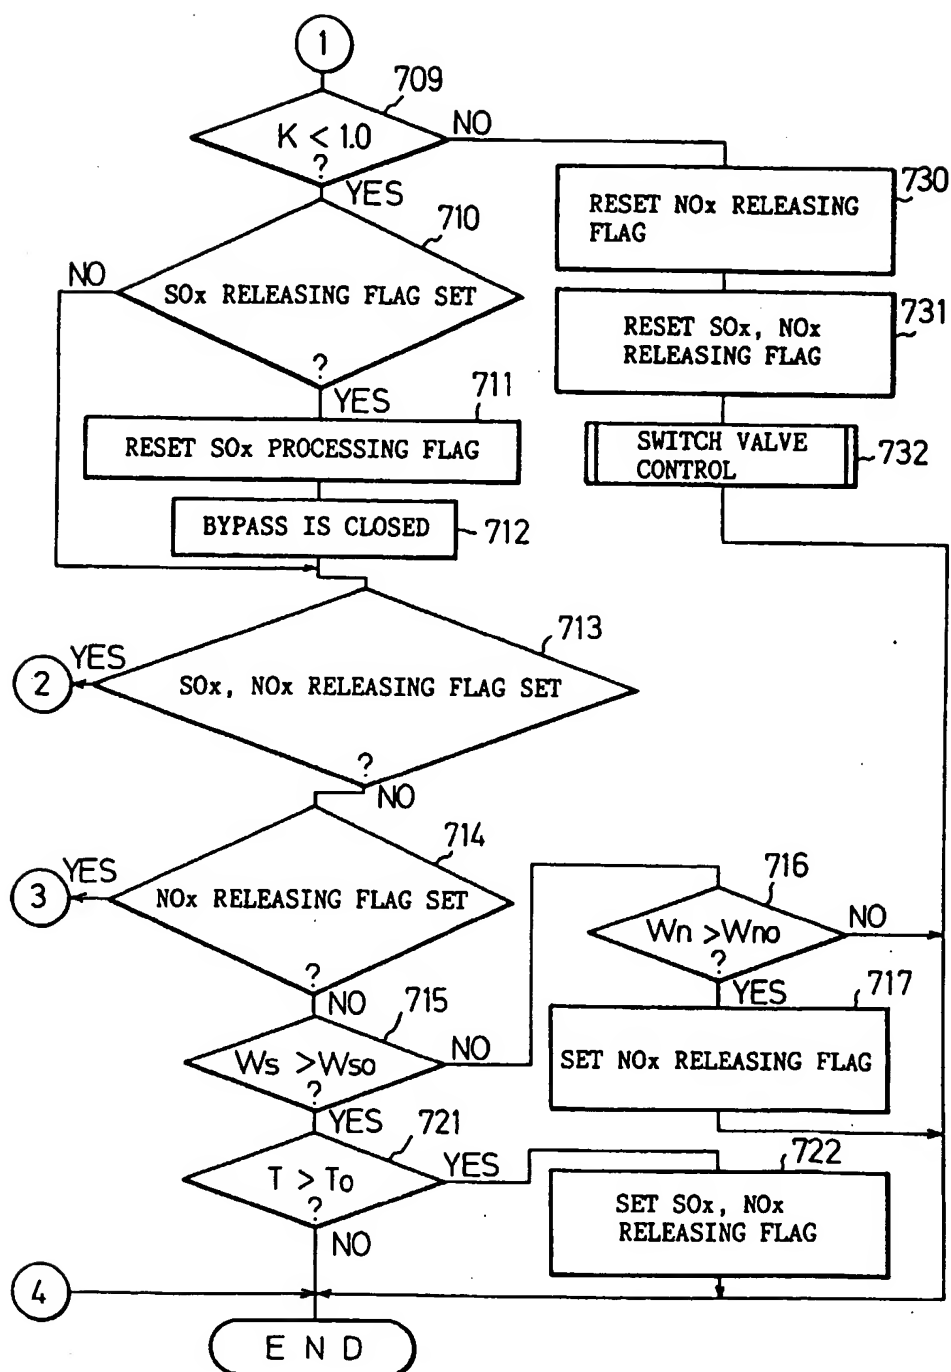 1
709
K < 1.0
?
NO
YES
730
RESET NOx RELEASING
FLAG
710
NO
SOx RELEASING FLAG SET
?
YES
731
RESET SOx, NOx
RELEASING FLAG
711
RESET SOx PROCESSING FLAG
SWITCH VALVE
CONTROL
732
BYPASS IS CLOSED
712
713
2
YES
SOx, NOx RELEASING FLAG SET
?
NO
714
3
YES
NOx RELEASING FLAG SET
?
NO
716
Wn >Wno
?
NO
YES
717
SET NOx RELEASING FLAG
715
Ws >Wso
?
NO
YES
721
T > To
?
YES
NO
722
SET SOx, NOx
RELEASING FLAG
4
E N D